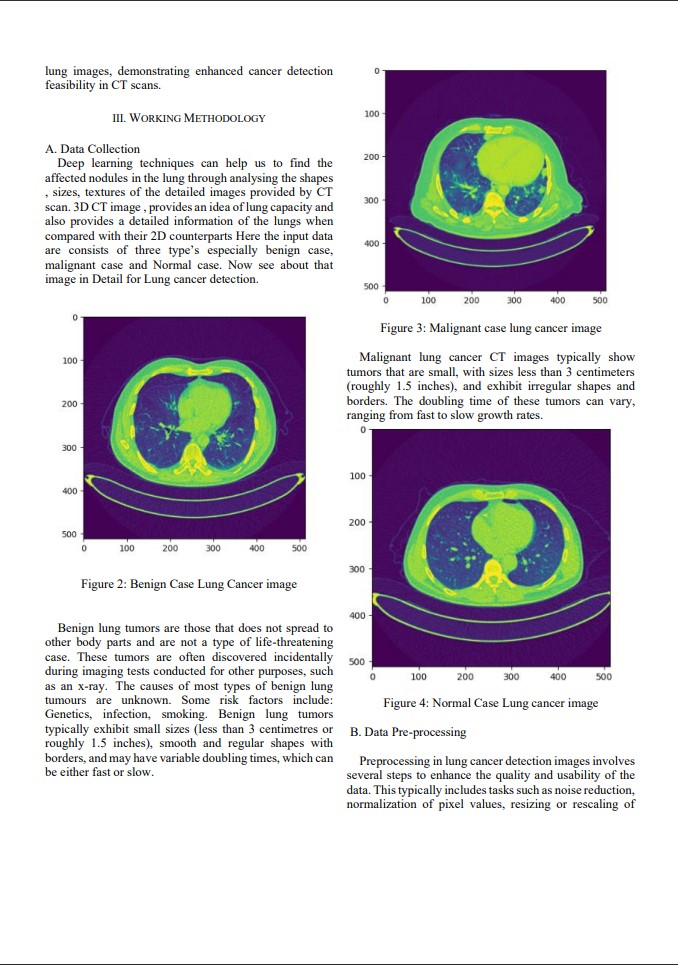 lung images, demonstrating enhanced cancer detection
feasibility in CT scans.
III. WORKING METHODOLOGY
A. Data Collection
Deep learning techniques can help us to find the
affected nodules in the lung through analysing the shapes
, sizes, textures of the detailed images provided by CT
scan. 3D CT image , provides an idea of lung capacity and
also provides a detailed information of the lungs when
compared with their 2D counterparts Here the input data
are consists of three type's especially benign case,
malignant case and Normal case. Now see about that
image in Detail for Lung cancer detection.
0
100
200
300
400
500
0 100 200 300 400 500
Figure 2: Benign Case Lung Cancer image
Benign lung tumors are those that does not spread to
other body parts and are not a type of life-threatening
case. These tumors are often discovered incidentally
during imaging tests conducted for other purposes, such
as an x-ray. The causes of most types of benign lung
tumours are unknown. Some risk factors include:
Genetics, infection, smoking. Benign lung tumors
typically exhibit small sizes (less than 3 centimetres or
roughly 1.5 inches), smooth and regular shapes with
borders, and may have variable doubling times, which can
be either fast or slow.
0
100
200
300
400
500
0 100 200 300 400 500
Figure 3: Malignant case lung cancer image
Malignant lung cancer CT images typically show
tumors that are small, with sizes less than 3 centimeters
(roughly 1.5 inches), and exhibit irregular shapes and
borders. The doubling time of these tumors can vary,
ranging from fast to slow growth rates.
0
100
200
300
400
500
0 100 200 300 400 500
Figure 4: Normal Case Lung cancer image
B. Data Pre-processing
Preprocessing in lung cancer detection images involves
several steps to enhance the quality and usability of the
data. This typically includes tasks such as noise reduction,
normalization of pixel values, resizing or rescaling of